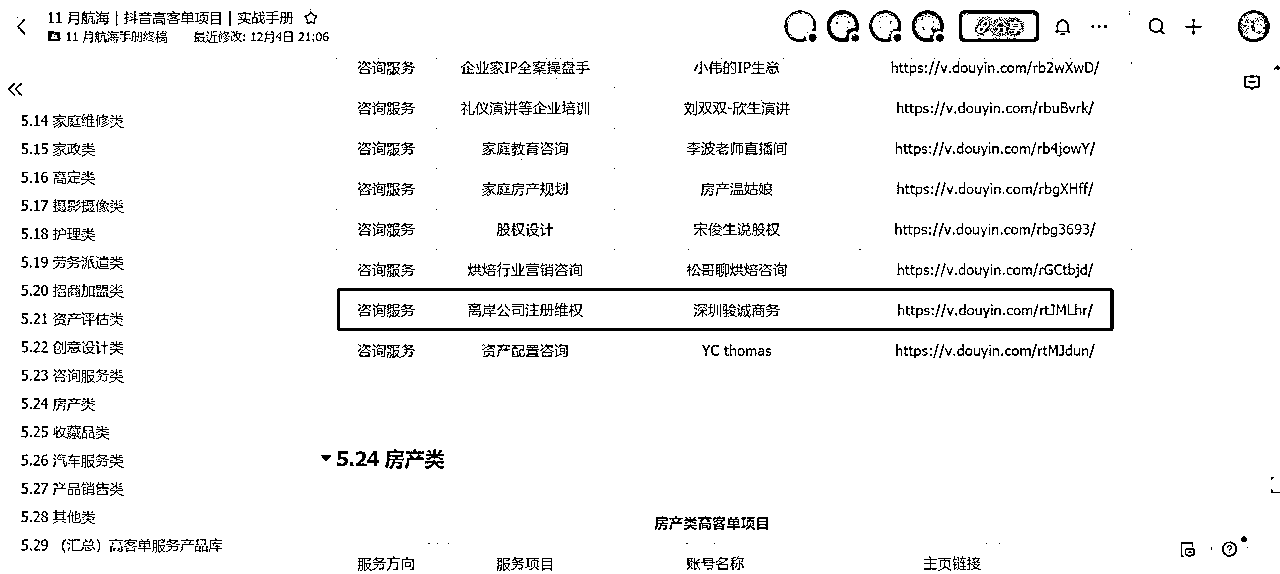 11 月航海 | 抖音高客单项目 | 实战手册
11 月航海手册终稿 最近修改: 12月4日 21:06
5.14 家庭维修类
5.15 家政类
5.16 高定类
5.17 摄影摄像类
5.18 护理类
5.19 劳务派遣类
5.20 招商加盟类
5.21 资产评估类
5.22 创意设计类
5.23 咨询服务类
5.24 房产类
5.25 收藏品类
5.26 汽车服务类
5.27 产品销售类
5.28 其他类
5.29 （汇总）高客单服务产品库
咨询服务 企业家IP全案操盘手 小伟的IP生意 https://v.douyin.com/rb2wXwD/
咨询服务 礼仪演讲等企业培训 刘双双-欣生演讲 https://v.douyin.com/rbuBvrk/
咨询服务 家庭教育咨询 李波老师直播间 https://v.douyin.com/rb4jowY/
咨询服务 家庭房产规划 房产温姑娘 https://v.douyin.com/rbgXHff/
咨询服务 股权设计 宋俊生说股权 https://v.douyin.com/rbg3693/
咨询服务 烘焙行业营销咨询 松哥聊烘焙咨询 https://v.douyin.com/rGCtbjd/
咨询服务 离岸公司注册维权 深圳骏诚商务 https://v.douyin.com/rtJMLhr/
咨询服务 资产配置咨询 YC thomas https://v.douyin.com/rtMJdun/
5.24 房产类
房产类高客单项目
服务方向 服务项目 账号名称 主页链接